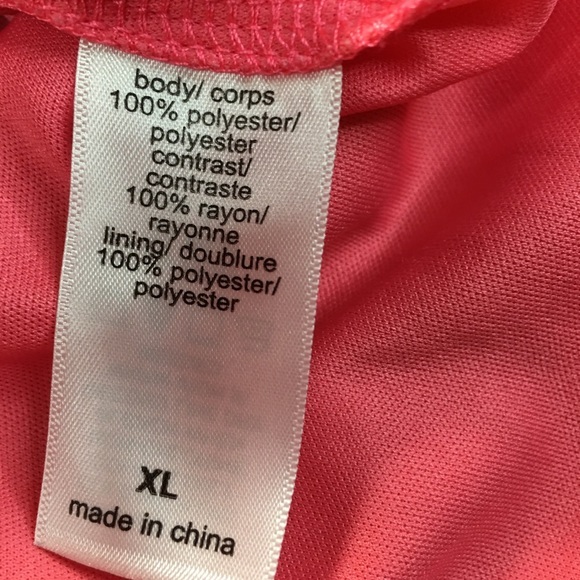 body/ corps
100% polyester/
polyester
contrast/
contraste
100% rayon/
rayonne
lining/ doublure
100% polyester/
polyester
XL
made in china